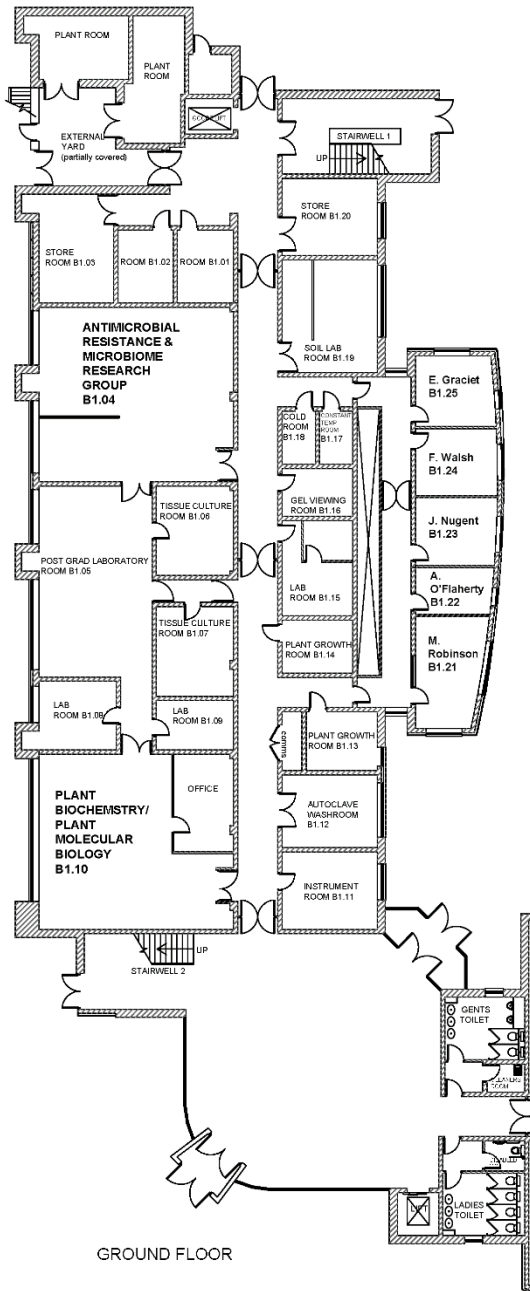 PLANT ROOM
PLANT
ROOM
GOODS LIFT
EXTERNAL
YARD
(partially covered)
STAIRWELL 1
UP
STORE
ROOM B1.20
STORE
ROOM B1.03
ROOM B1.02
ROOM B1.01
SOIL LAB
ROOM B1.19
ANTIMICROBIAL
RESISTANCE &
MICROBIOME
RESEARCH
GROUP
B1.04
E. Graciet
B1.25
COLD
ROOM
B1.18
CONSTANT
TEMP
ROOM
B1.17
F. Walsh
B1.24
GEL VIEWING
ROOM B1.16
TISSUE CULTURE
ROOM B1.06
J. Nugent
B1.23
POST GRAD LABORATORY
ROOM B1.05
LAB
ROOM B1.15
A.
O'Flaherty
B1.22
TISSUE CULTURE
ROOM B1.07
PLANT GROWTH
ROOM B1.14
M.
Robinson
B1.21
LAB
ROOM B1.08
LAB
ROOM B1.09
comms
PLANT GROWTH
ROOM B1.13
PLANT
BIOCHEMSTRY/
PLANT
MOLECULAR
BIOLOGY
B1.10
OFFICE
AUTOCLAVE
WASHROOM
B1.12
INSTRUMENT
ROOM B1.11
UP
STAIRWELL 2
GENTS
TOILET
CLEANERS
ROOM
LIFT
LADIES
TOILET
GROUND FLOOR